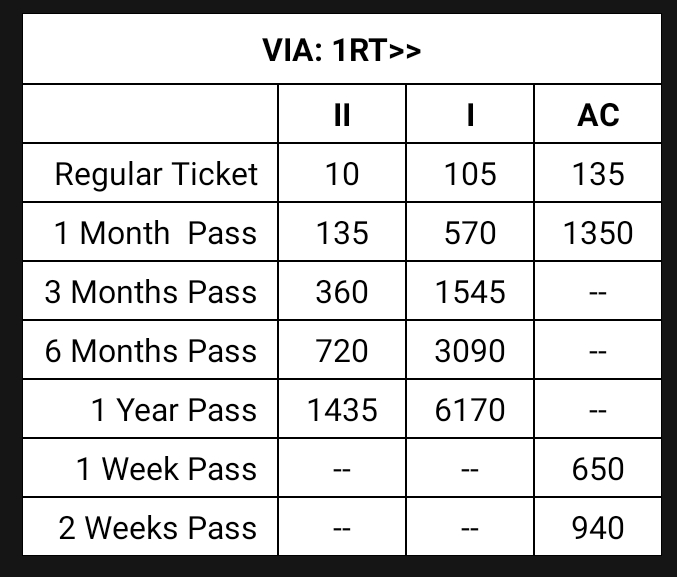 VIA: 1RT>>
II I AC
Regular Ticket 10 105 135
1 Month  Pass 135 570 1350
3 Months Pass 360 1545 --
6 Months Pass 720 3090 --
1 Year Pass 1435 6170 --
1 Week Pass -- -- 650
2 Weeks Pass -- -- 940